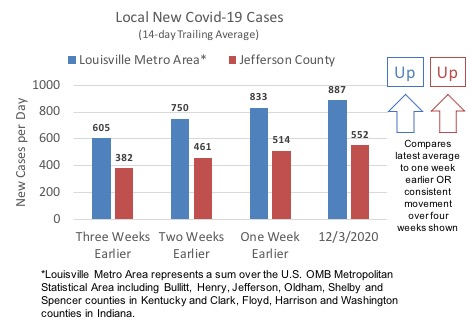 Local New Covid-19 Cases
(14-day Trailing Average)
Louisville Metro Area* Jefferson County
Up Up
New Cases per Day
1000
800
600
400
200
0
605 382
750 461
833 514
887 552
Three Weeks
Earlier
Two Weeks
Earlier
One Week
Earlier
12/3/2020
Compares
latest average
to one week
earlier OR
consistent
movement
over four
weeks shown
*Louisville Metro Area represents a sum over the U.S. OMB Metropolitan
Statistical Area including Bullitt, Henry, Jefferson, Oldham, Shelby and
Spencer counties in Kentucky and Clark, Floyd, Harrison and Washington
counties in Indiana.